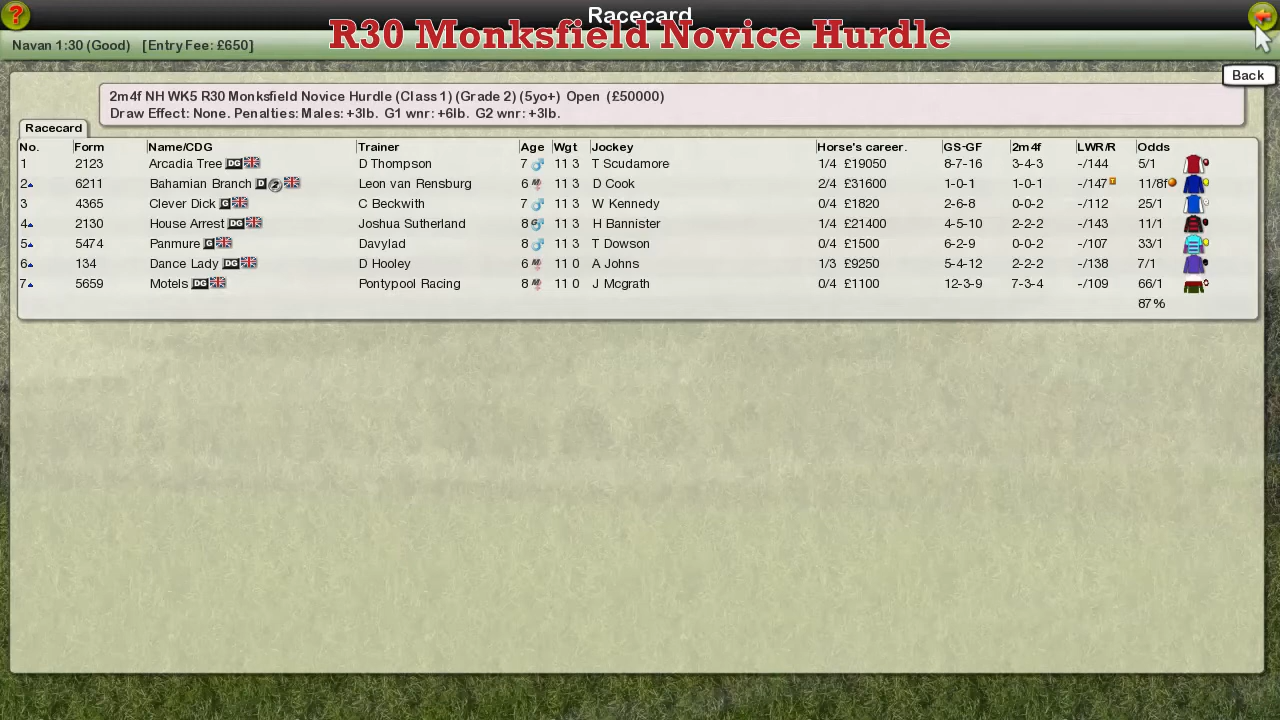 Racecard
R30 Monksfield Novice Hurdle
Navan 1:30 (Good) [Entry Fee: £650]
Back
2m4f NH WK5 R30 Monksfield Novice Hurdle (Class 1) (Grade 2) (5yo+) Open (£50000)
Draw Effect: None. Penalties: Males: +3lb. G1 wnr: +6lb. G2 wnr: +3lb.
Racecard
No. Form Name/CDG Trainer Age Wgt Jockey Horse's career. GS-GF 2m4f LWR/R Odds
1 2123 Arcadia Tree DG D Thompson 7 11 3 T Scudamore 1/4 £19050 8-7-16 3-4-3 -/144 5/1
2 6211 Bahamian Branch D 2 Leon van Rensburg 6 M 11 3 D Cook 2/4 £31600 1-0-1 1-0-1 -/147 T 11/8f
3 4365 Clever Dick G C Beckwith 7 11 3 W Kennedy 0/4 £1820 2-6-8 0-0-2 -/112 25/1
4 2130 House Arrest DG Joshua Sutherland 8 G 11 3 H Bannister 1/4 £21400 4-5-10 2-2-2 -/143 11/1
5 5474 Panmure G Davylad 8 11 3 T Dowson 0/4 £1500 6-2-9 0-0-2 -/107 33/1
6 134 Dance Lady DG D Hooley 6 M 11 0 A Johns 1/3 £9250 5-4-12 2-2-2 -/138 7/1
7 5659 Motels DG Pontypool Racing 8 M 11 0 J Mcgrath 0/4 £1100 12-3-9 7-3-4 -/109 66/1
87%